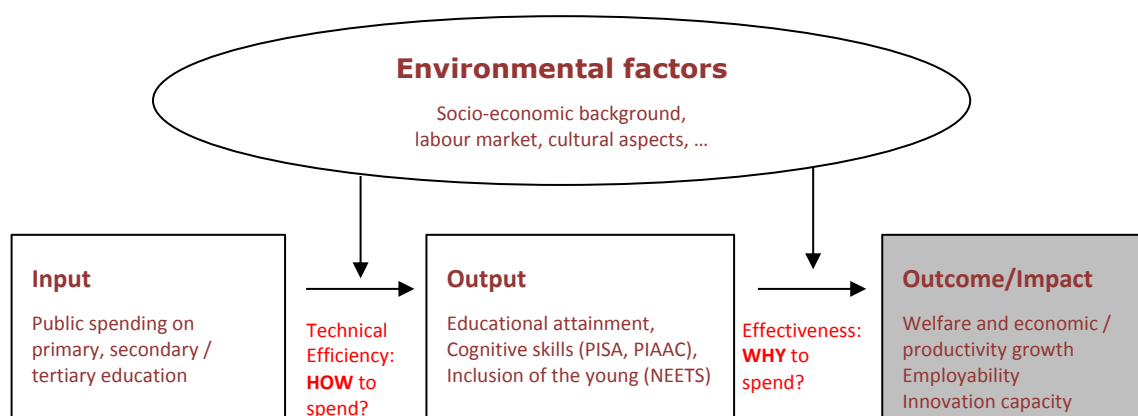 Environmental factors
Socio-economic background,
labour market, cultural aspects, ...
Input
Public spending on
primary, secondary /
tertiary education
Technical
Efficiency:
HOW to
spend?
Output
Educational attainment,
Cognitive skills (PISA, PIAAC),
Inclusion of the young (NEETS)
Effectiveness:
WHY to
spend?
Outcome/Impact
Welfare and economic /
productivity growth
Employability
Innovation capacity